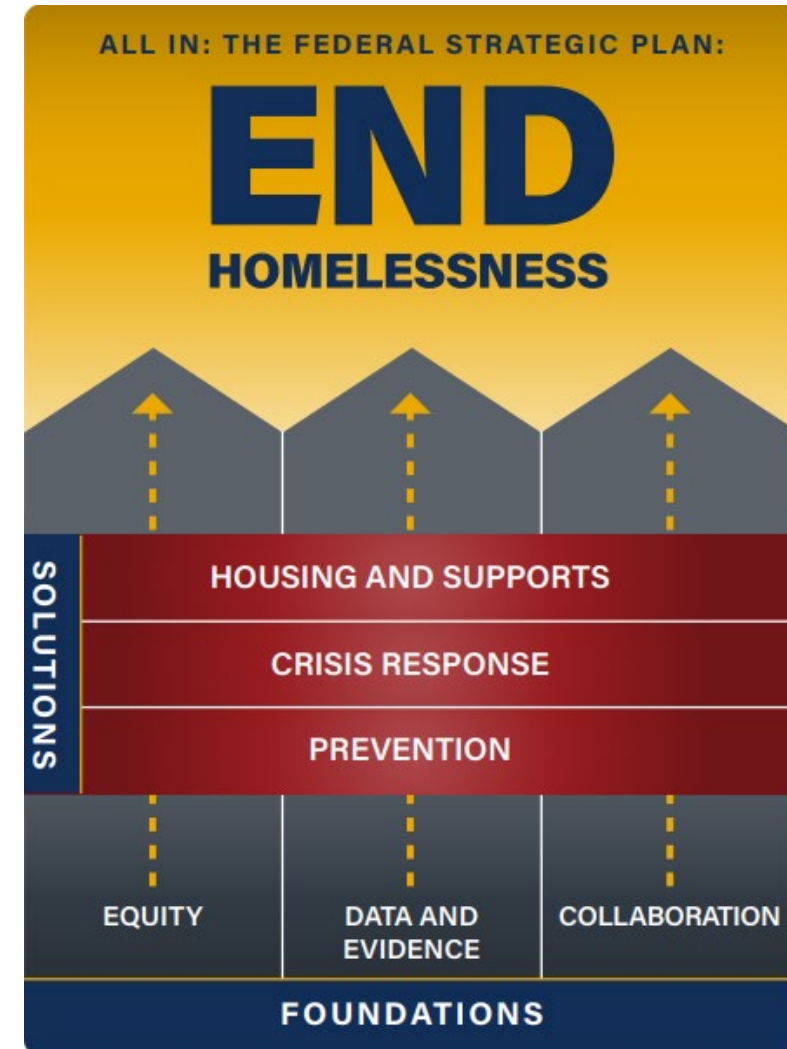 ALL IN: THE FEDERAL STRATEGIC PLAN:
END
HOMELESSNESS
SOLUTIONS
HOUSING AND SUPPORTS
CRISIS RESPONSE
PREVENTION
EQUITY
DATA AND
EVIDENCE
COLLABORATION
FOUNDATIONS